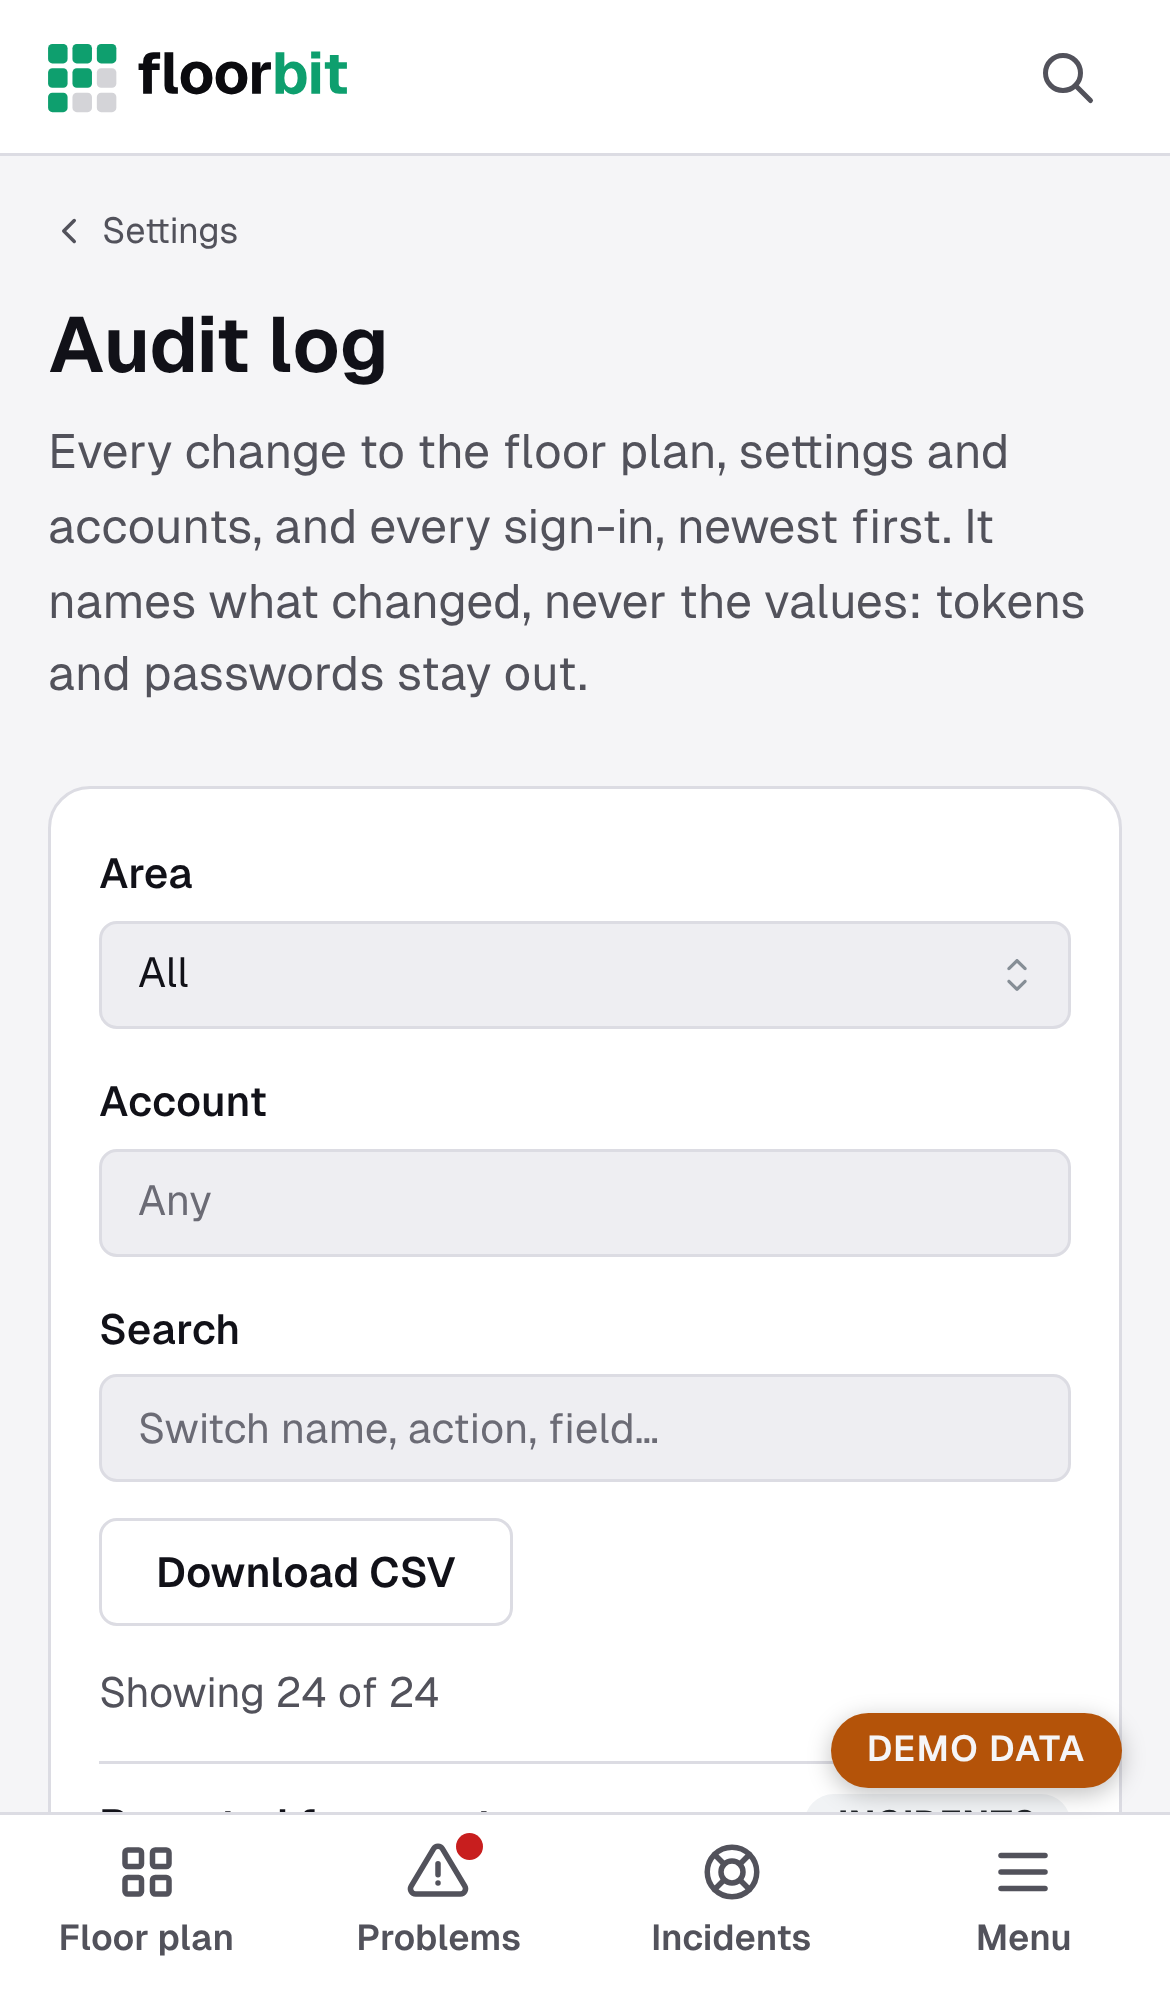 floorbit
Settings
Audit log
Every change to the floor plan, settings and
accounts, and every sign-in, newest first. It
names what changed, never the values: tokens
and passwords stay out.
Area
All
Account
Any
Search
Switch name, action, field...
Download CSV
Showing 24 of 24
DEMO DATA
Floor plan
Problems
Incidents
Menu